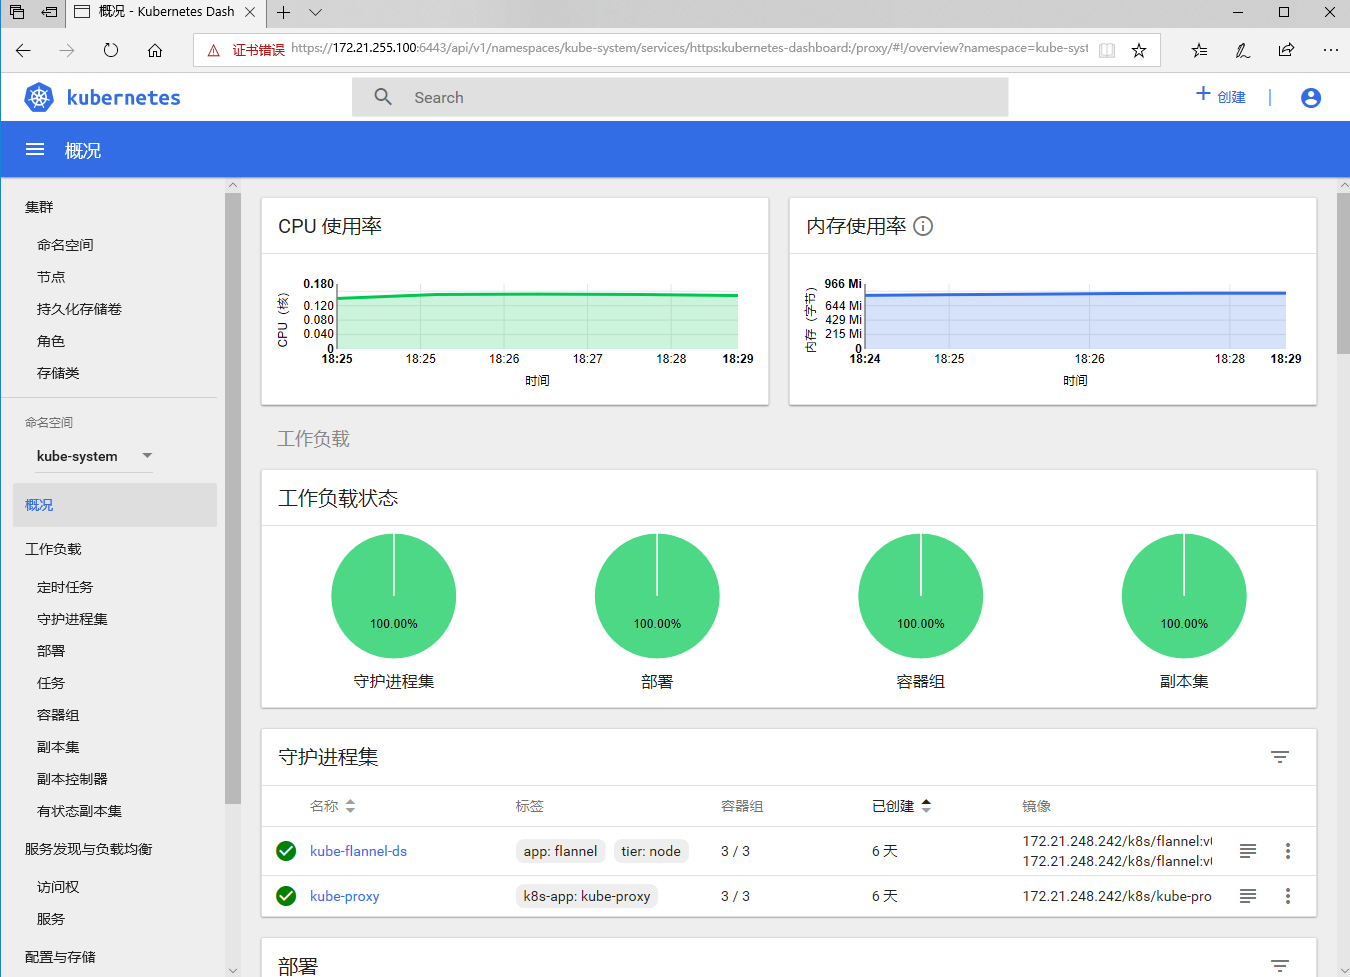 概况 - Kubernetes Dash
证书错误 https://172.21.255.100:6443/api/v1/namespaces/kube-system/services/https:kubernetes-dashboard:/proxy/#!/overview?namespace=kube-syst
kubernetes
Search
创建
概况
集群
命名空间
节点
持久化存储卷
角色
存储类
命名空间
kube-system
概况
工作负载
定时任务
守护进程集
部署
任务
容器组
副本集
副本控制器
有状态副本集
服务发现与负载均衡
访问权
服务
配置与存储
CPU 使用率
CPU（核）
0.180
0.120
0.080
0.040
0
18:25 18:25 18:26 18:27 18:28 18:29
时间
内存使用率
内存（字节）
966 Mi
644 Mi
429 Mi
215 Mi
0
18:24 18:25 18:26 18:28 18:29
时间
工作负载
工作负载状态
100.00% 100.00% 100.00% 100.00%
守护进程集 部署 容器组 副本集
守护进程集
名称 标签 容器组 已创建 镜像
kube-flannel-ds app: flannel tier: node 3 / 3 6 天 172.21.248.242/k8s/flannel:v
172.21.248.242/k8s/flannel:v
kube-proxy k8s-app: kube-proxy 3 / 3 6 天 172.21.248.242/k8s/kube-pro
部署